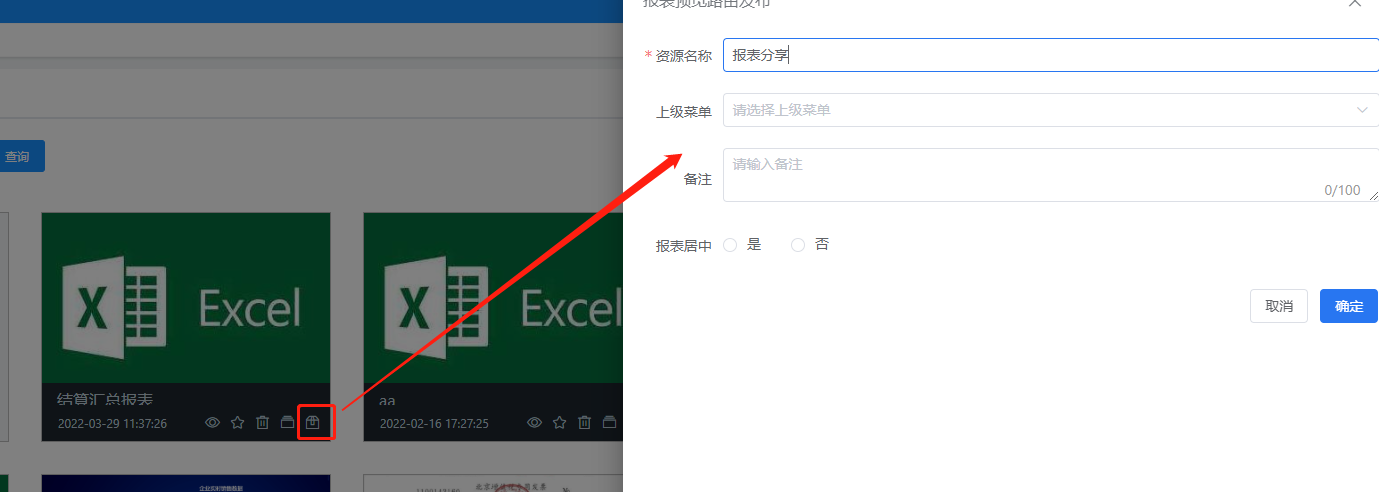 报表预览路由发布
* 资源名称
报表分享
上级菜单
请选择上级菜单
备注
请输入备注
0/100
报表居中
是
否
取消
确定
查询
Excel
结算汇总报表
2022-03-29 11:37:26
Excel
aa
2022-02-16 17:27:25